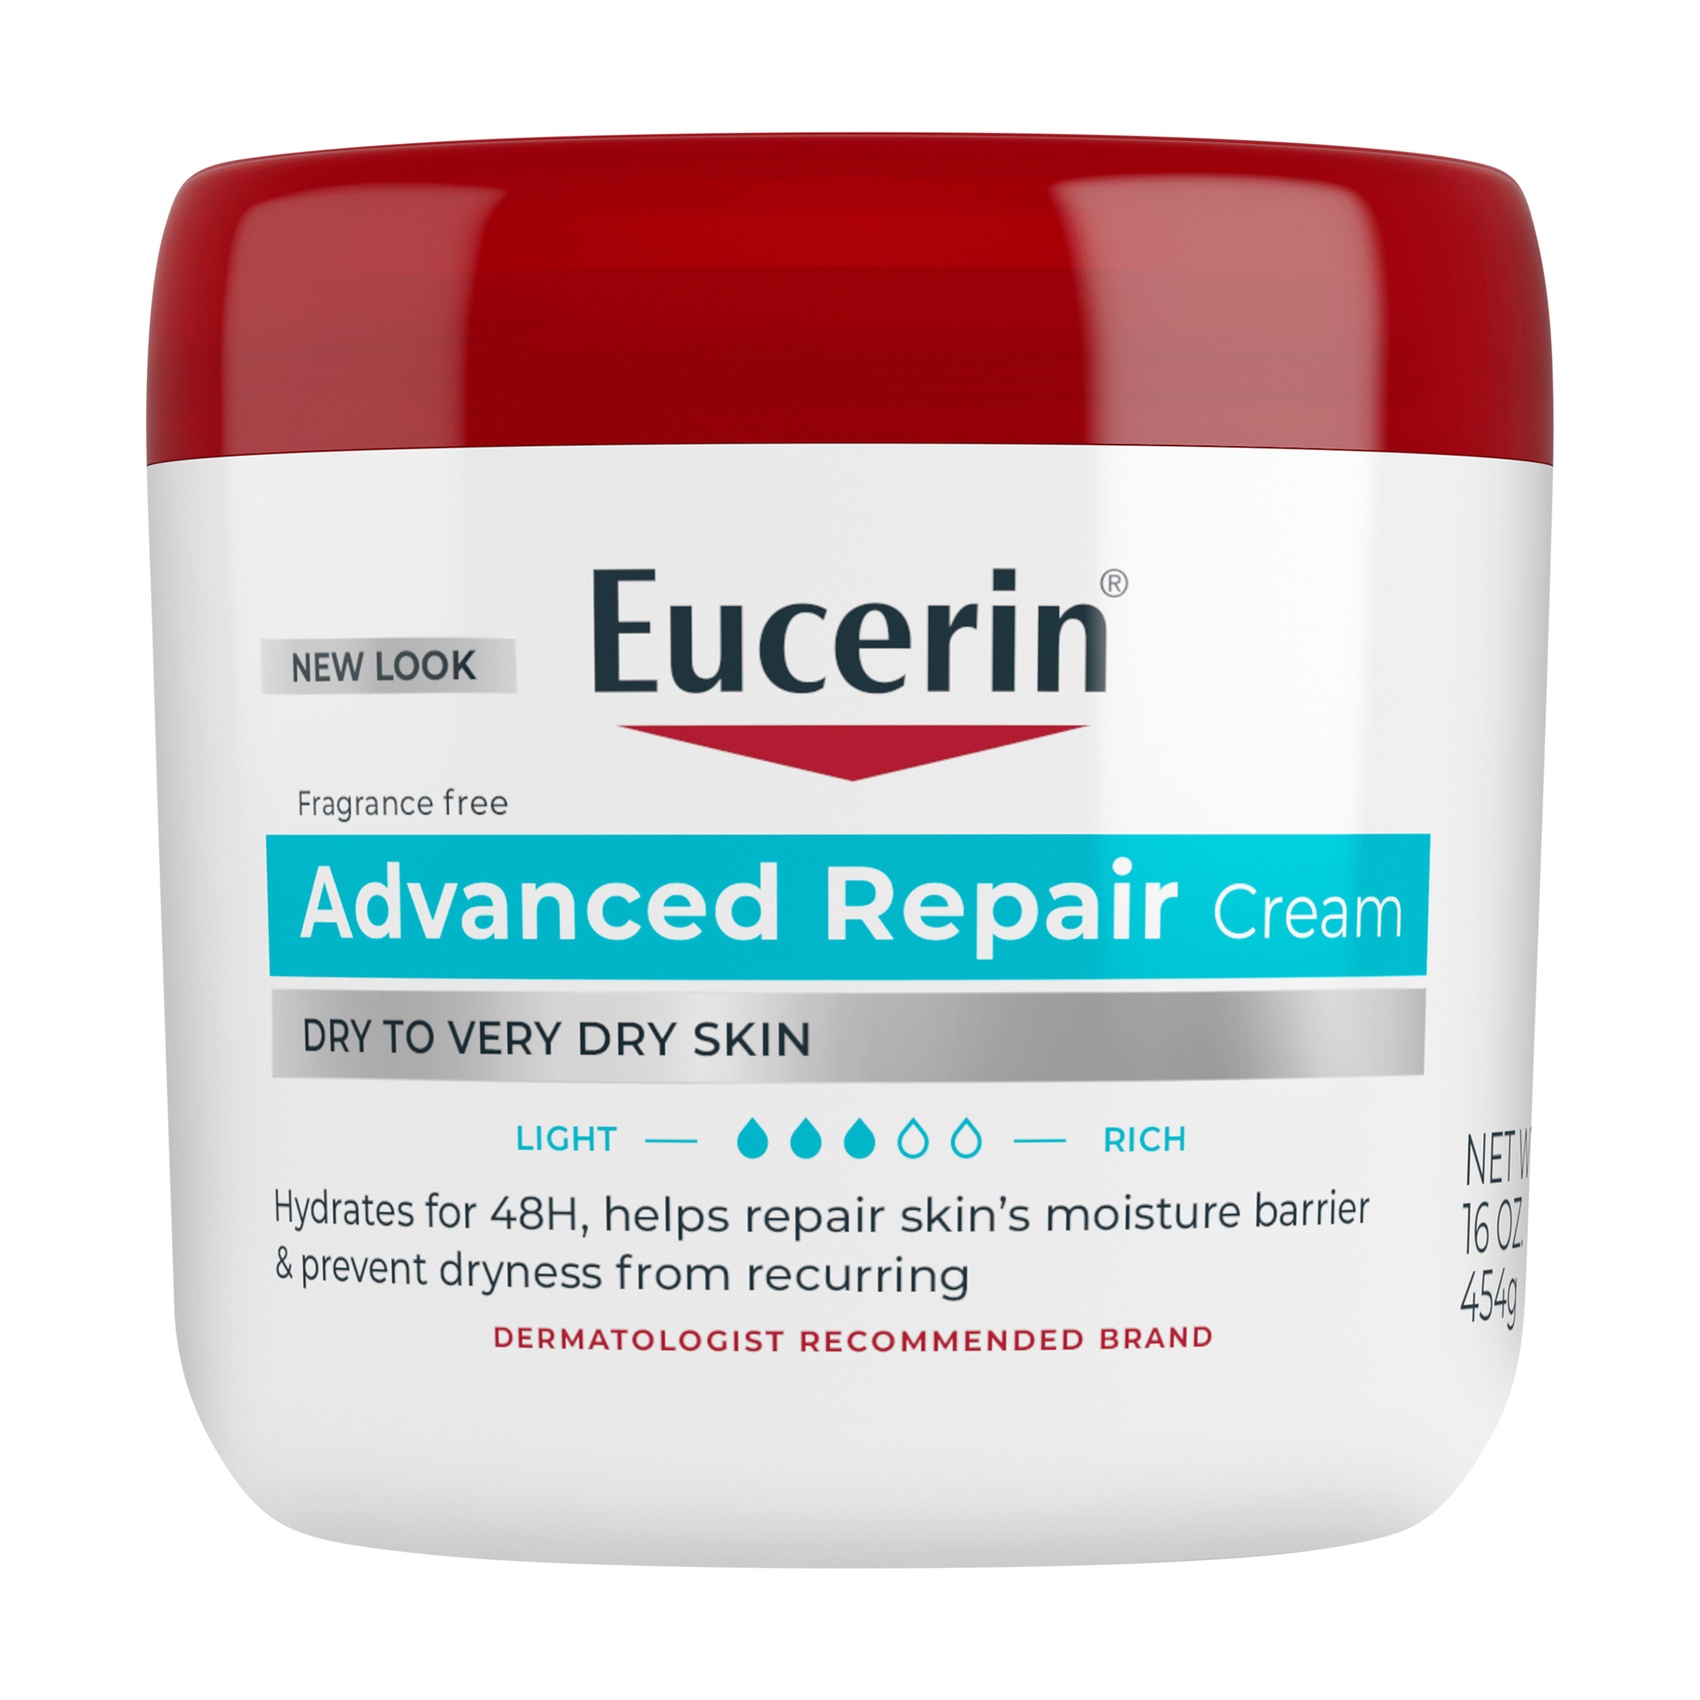 Eucerin®
NEW LOOK
Fragrance free
Advanced Repair Cream
DRY TO VERY DRY SKIN
LIGHT — — RICH
Hydrates for 48H, helps repair skin’s moisture barrier
& prevent dryness from recurring
DERMATOLOGIST RECOMMENDED BRAND
NET
16 OZ.
454g